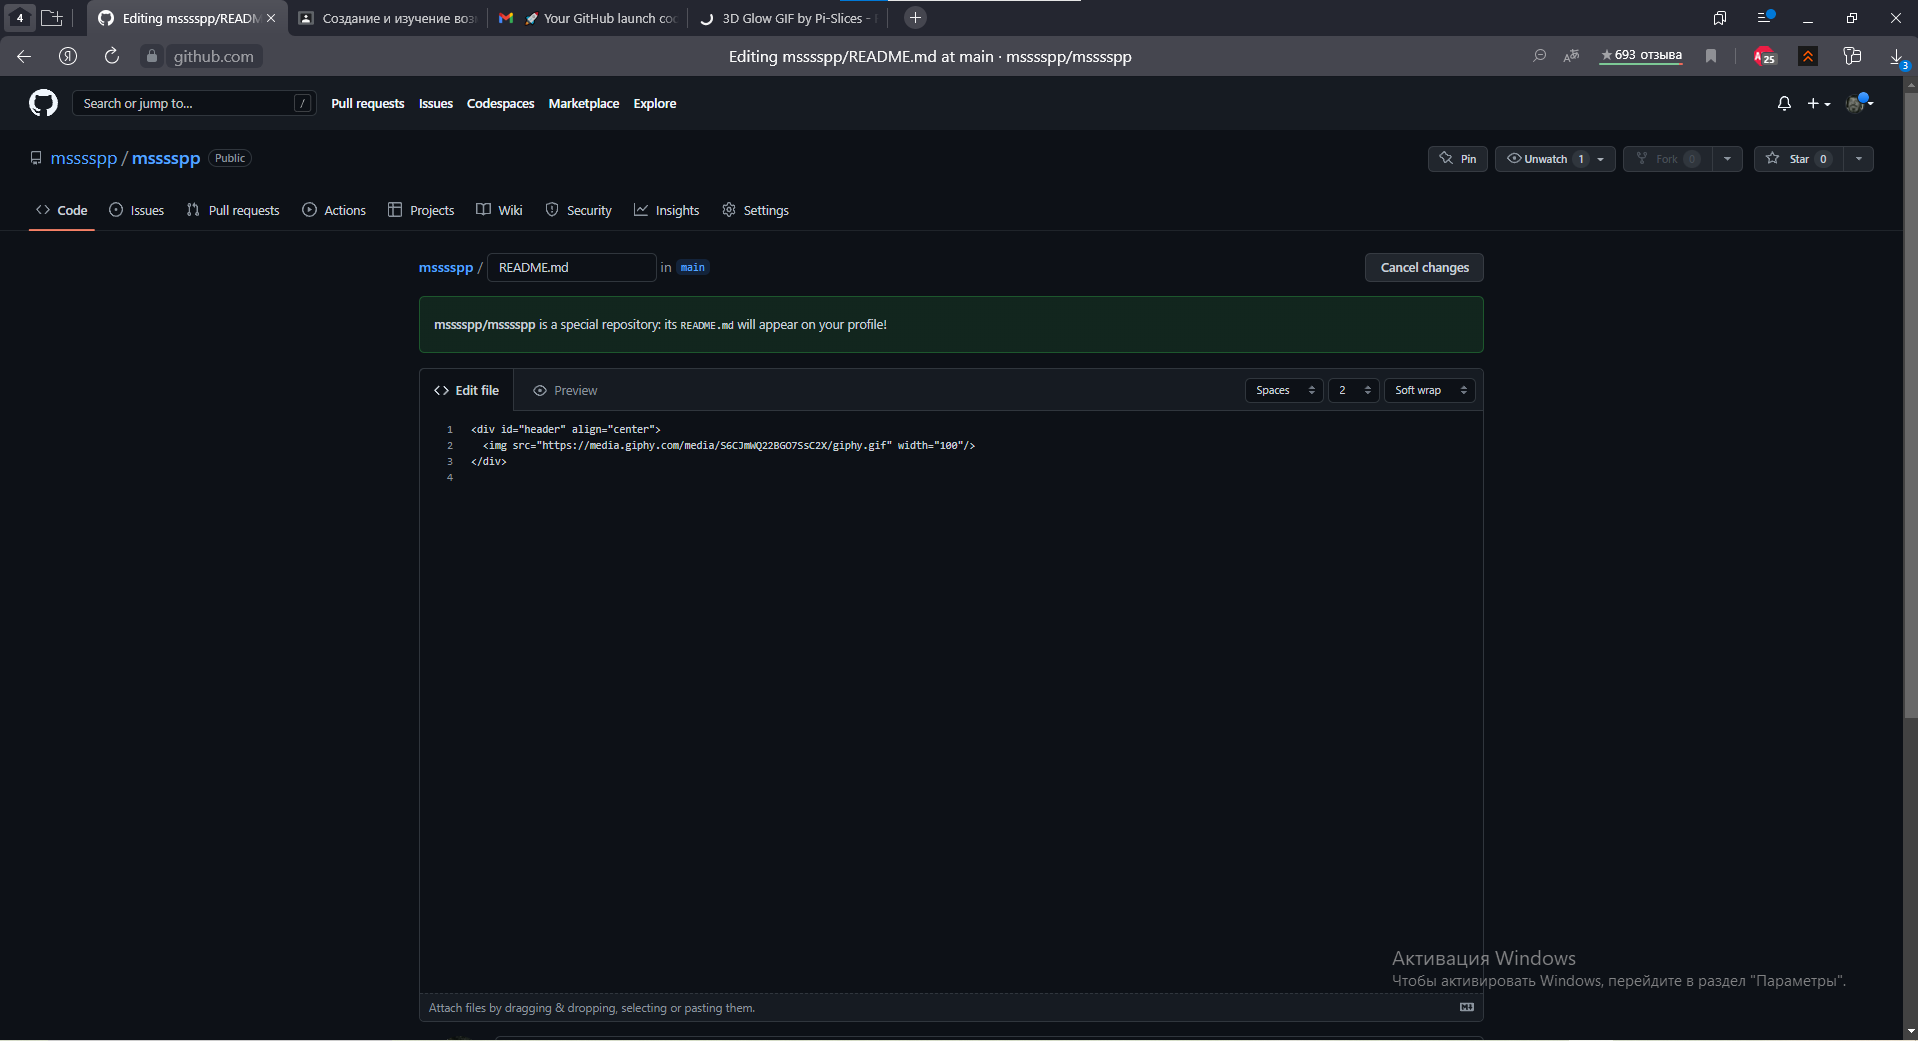 4
Editing msssspp/READM
Создание и изучение воз
Your GitHub launch co
3D Glow GIF by Pi-Slices -
github.com
Editing msssspp/README.md at main · msssspp/msssspp
693 отзыва
25
3
Search or jump to...
/
Pull requests
Issues
Codespaces
Marketplace
Explore
msssspp / msssspp
Public
Pin
Unwatch 1
Fork 0
Star 0
Code
Issues
Pull requests
Actions
Projects
Wiki
Security
Insights
Settings
msssspp / README.md in main
Cancel changes
msssspp/msssspp is a special repository: its README.md will appear on your profile!
Edit file
Preview
Spaces
2
Soft wrap
1 <div id="header" align="center">
2 <img src="https://media.giphy.com/media/S6CJmWQ22BGO7SsC2X/giphy.gif" width="100"/>
3 </div>
4
Активация Windows
Чтобы активировать Windows, перейдите в раздел "Параметры".
Attach files by dragging & dropping, selecting or pasting them.